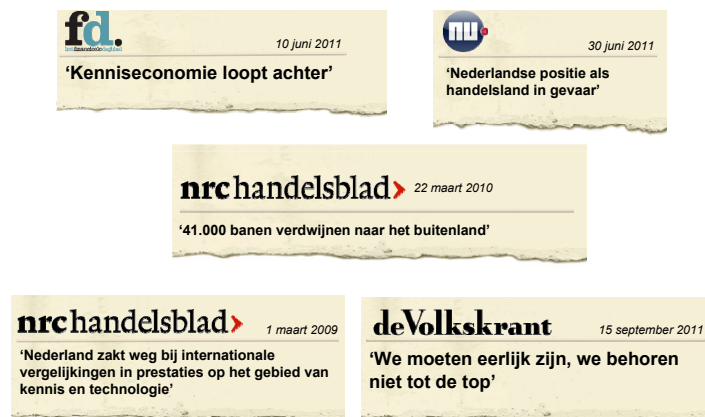 fd.
hetfinancieeledagblad
10 juni 2011
‘Kenniseconomie loopt achter’
NU
30 juni 2011
‘Nederlandse positie als
handelsland in gevaar’
nrc handelsblad>
22 maart 2010
‘41.000 banen verdwijnen naar het buitenland’
nrc handelsblad>
1 maart 2009
‘Nederland zakt weg bij internationale
vergelijkingen in prestaties op het gebied van
kennis en technologie’
de Volkskrant
15 september 2011
‘We moeten eerlijk zijn, we behoren
niet tot de top’